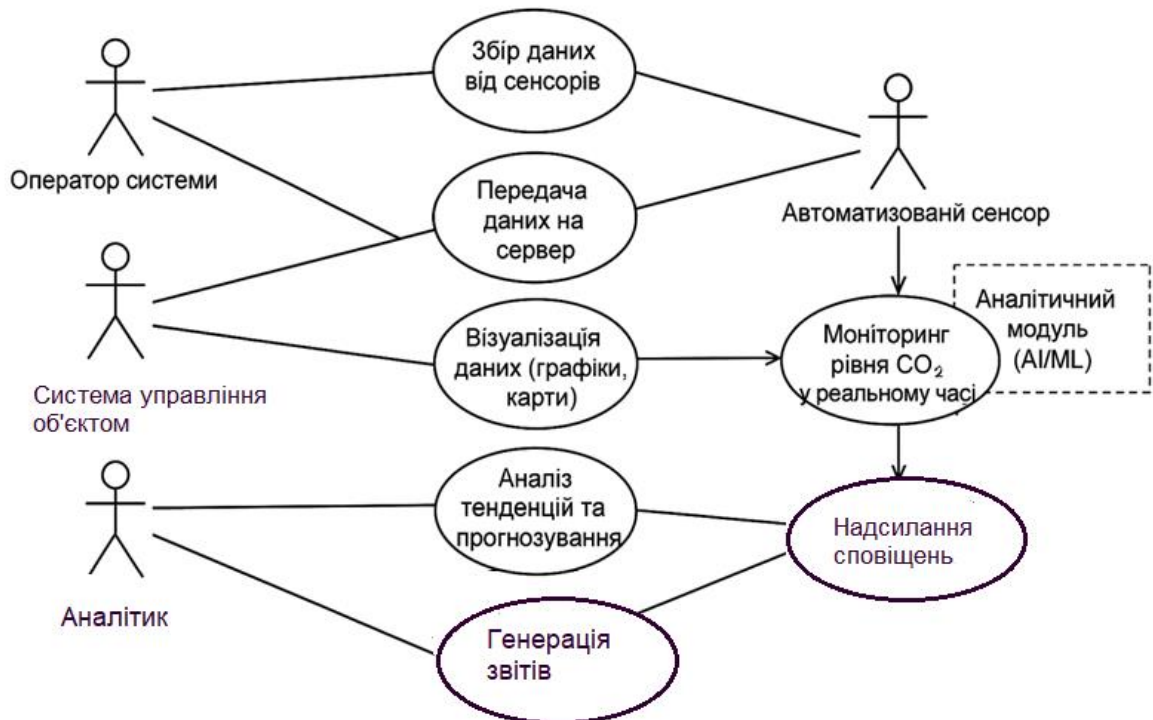 Збір даних
від сенсорів
Оператор системи
Передача
даних на
сервер
Автоматизованй сенсор
Система управління
об'єктом
Візуалізація
даних (графіки,
карти)
Моніторинг
рівня CO₂
у реальному часі
Аналітичний
модуль
(AI/ML)
Аналітик
Аналіз
тенденцій та
прогнозування
Надсилання
сповіщень
Генерація
звітів